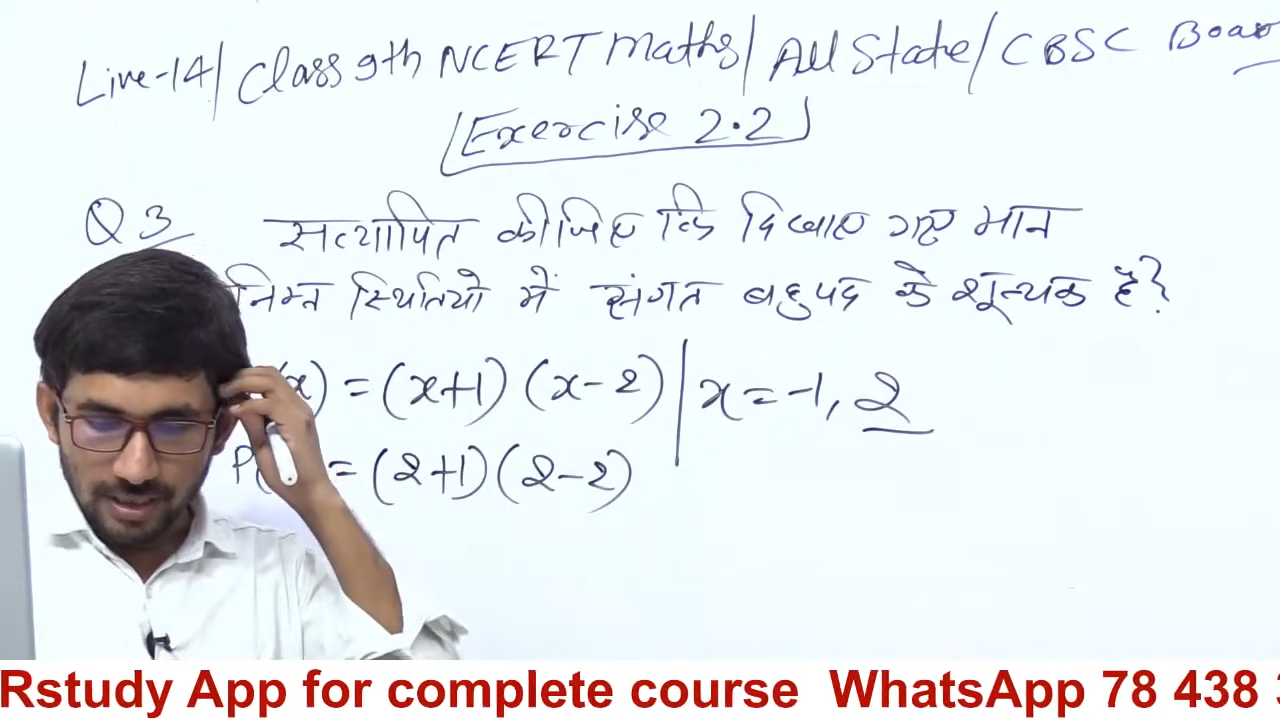 Live-14/ Class 9th NCERT Maths/ All State/ CBSC Boar
Exercise 2.2
Q3 सत्यापित कीजिए कि दिखाए गए मान
निम्न स्थितियों में संगत बहुपद के शून्यक हैं?
x) = (x+1) (x-2) | x = -1, 2
P( = (2+1) (2-2)
Rstudy App for complete course WhatsApp 78 438